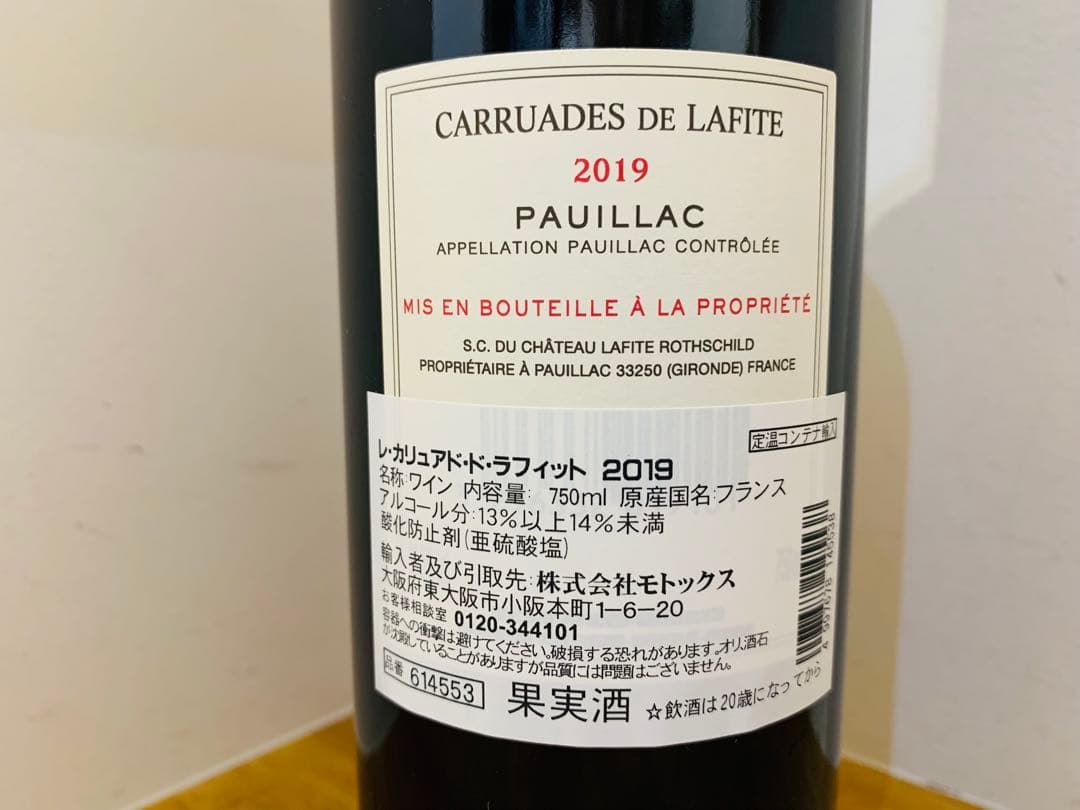 CARRUADES DE LAFITE
2019
PAUILLAC
APPELLATION PAUILLAC CONTRÔLÉE
MIS EN BOUTEILLE À LA PROPRIÉTÉ
S.C. DU CHÂTEAU LAFITE ROTHSCHILD
PROPRIÉTAIRE À PAUILLAC 33250 (GIRONDE) FRANCE
定温コンテナ輸入
レ・カリュアド・ド・ラフィット 2019
名称:ワイン 内容量: 750ml 原産国名:フランス
アルコール分:13%以上14%未満
酸化防止剤(亜硫酸塩)
輸入者及び引取先:株式会社モトックス
大阪府東大阪市小阪本町1-6-20
お客様相談室 0120-344101
容器への衝撃は避けてください。破損する恐れがあります。オリ、酒石
が沈殿していることがありますが品質には問題はございません。
品番 614553
果実酒 ☆飲酒は20歳になってから